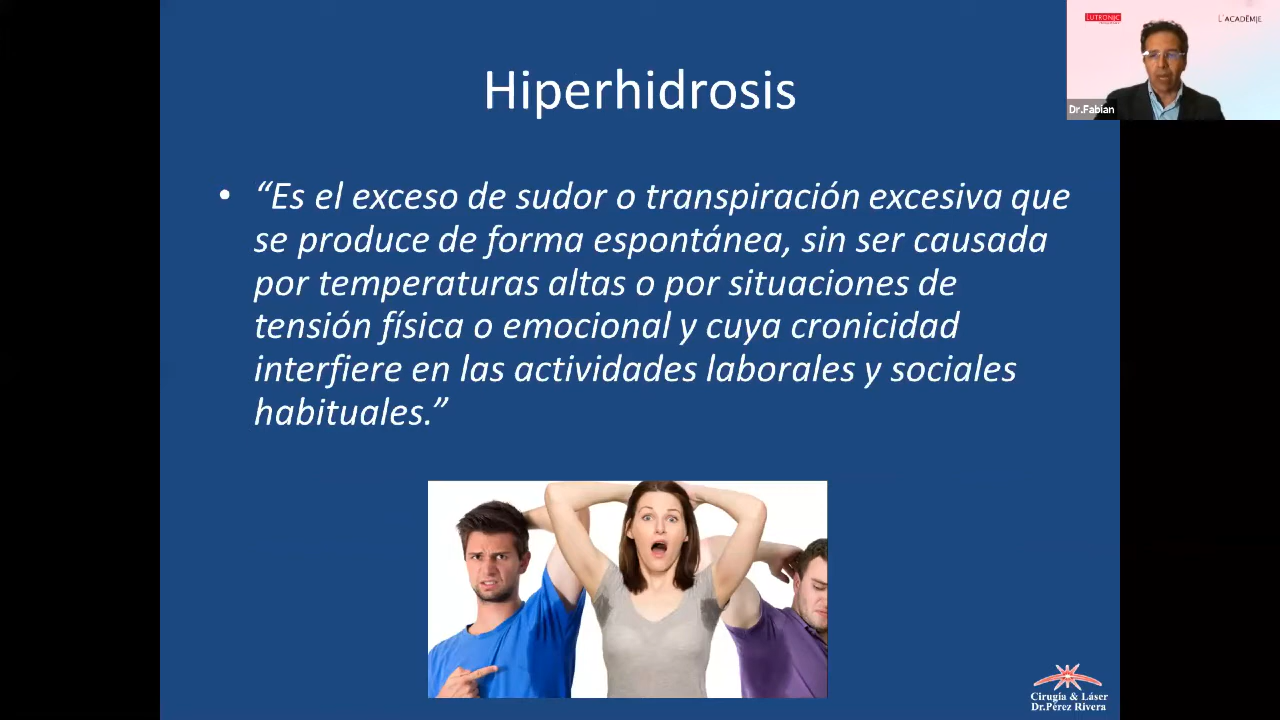 Hiperhidrosis
• “Es el exceso de sudor o transpiración excesiva que
se produce de forma espontánea, sin ser causada
por temperaturas altas o por situaciones de
tensión física o emocional y cuya cronicidad
interfiere en las actividades laborales y sociales
habituales.”
LUTRONIC
L'ACADÉMIE
Dr.Fabian
Cirugía & Láser
Dr.Pérez Rivera